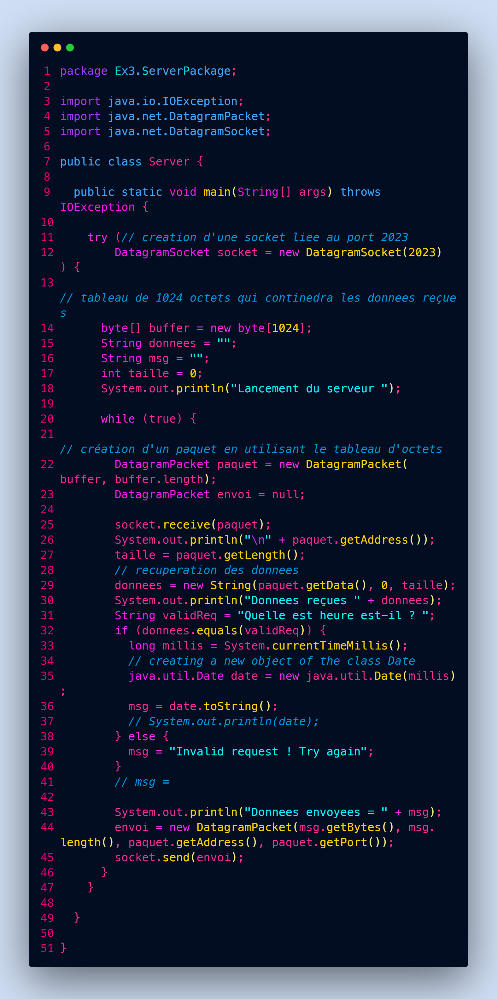 1 package Ex3.ServerPackage;
2
3 import java.io.IOException;
4 import java.net.DatagramPacket;
5 import java.net.DatagramSocket;
6
7 public class Server {
8
9   public static void main(String[] args) throws
IOException {
10
11     try (// creation d'une socket liee au port 2023
12         DatagramSocket socket = new DatagramSocket(2023)
) {
13
// tableau de 1024 octets qui continedra les donnees reçue
s
14       byte[] buffer = new byte[1024];
15       String donnees = "";
16       String msg = "";
17       int taille = 0;
18       System.out.println("Lancement du serveur ");
19
20       while (true) {
21
// création d'un paquet en utilisant le tableau d'octets
22         DatagramPacket paquet = new DatagramPacket(
buffer, buffer.length);
23         DatagramPacket envoi = null;
24
25         socket.receive(paquet);
26         System.out.println("\n" + paquet.getAddress());
27         taille = paquet.getLength();
28         // recuperation des donnees
29         donnees = new String(paquet.getData(), 0, taille);
30         System.out.println("Donnees reçues " + donnees);
31         String validReq = "Quelle est heure est-il ? ";
32         if (donnees.equals(validReq)) {
33           long millis = System.currentTimeMillis();
34           // creating a new object of the class Date
35           java.util.Date date = new java.util.Date(millis)
;
36           msg = date.toString();
37           // System.out.println(date);
38         } else {
39           msg = "Invalid request ! Try again";
40         }
41         // msg =
42
43         System.out.println("Donnees envoyees = " + msg);
44         envoi = new DatagramPacket(msg.getBytes(), msg.
length(), paquet.getAddress(), paquet.getPort());
45         socket.send(envoi);
46       }
47     }
48
49   }
50
51 }